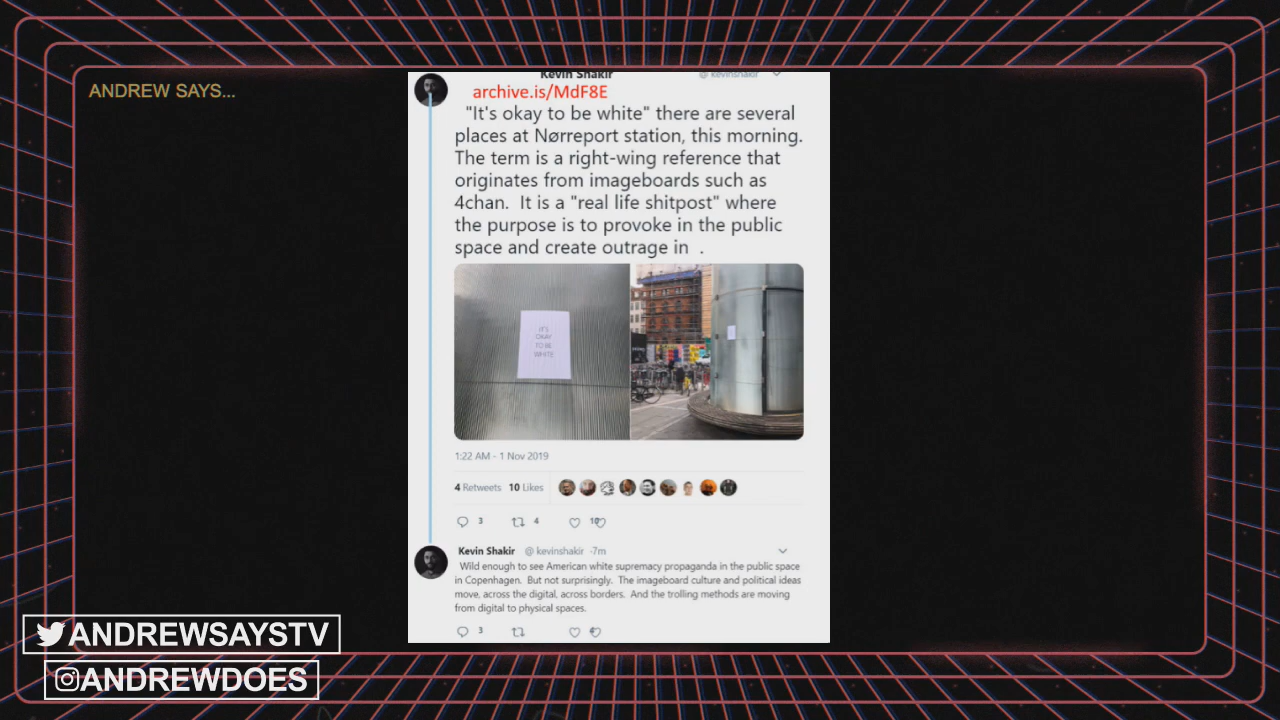 ANDREW SAYS...
Kevin Shakir @kevinshakir
archive.is/MdF8E
"It's okay to be white" there are several
places at Nørreport station, this morning.
The term is a right-wing reference that
originates from imageboards such as
4chan. It is a "real life shitpost" where
the purpose is to provoke in the public
space and create outrage in .
IT'S
OKAY
TO BE
WHITE
1:22 AM - 1 Nov 2019
4 Retweets 10 Likes
3 4 10
Kevin Shakir @kevinshakir ·7m
Wild enough to see American white supremacy propaganda in the public space
in Copenhagen. But not surprisingly. The imageboard culture and political ideas
move, across the digital, across borders. And the trolling methods are moving
from digital to physical spaces.
3
ANDREWSAYSTV
ANDREWDOES